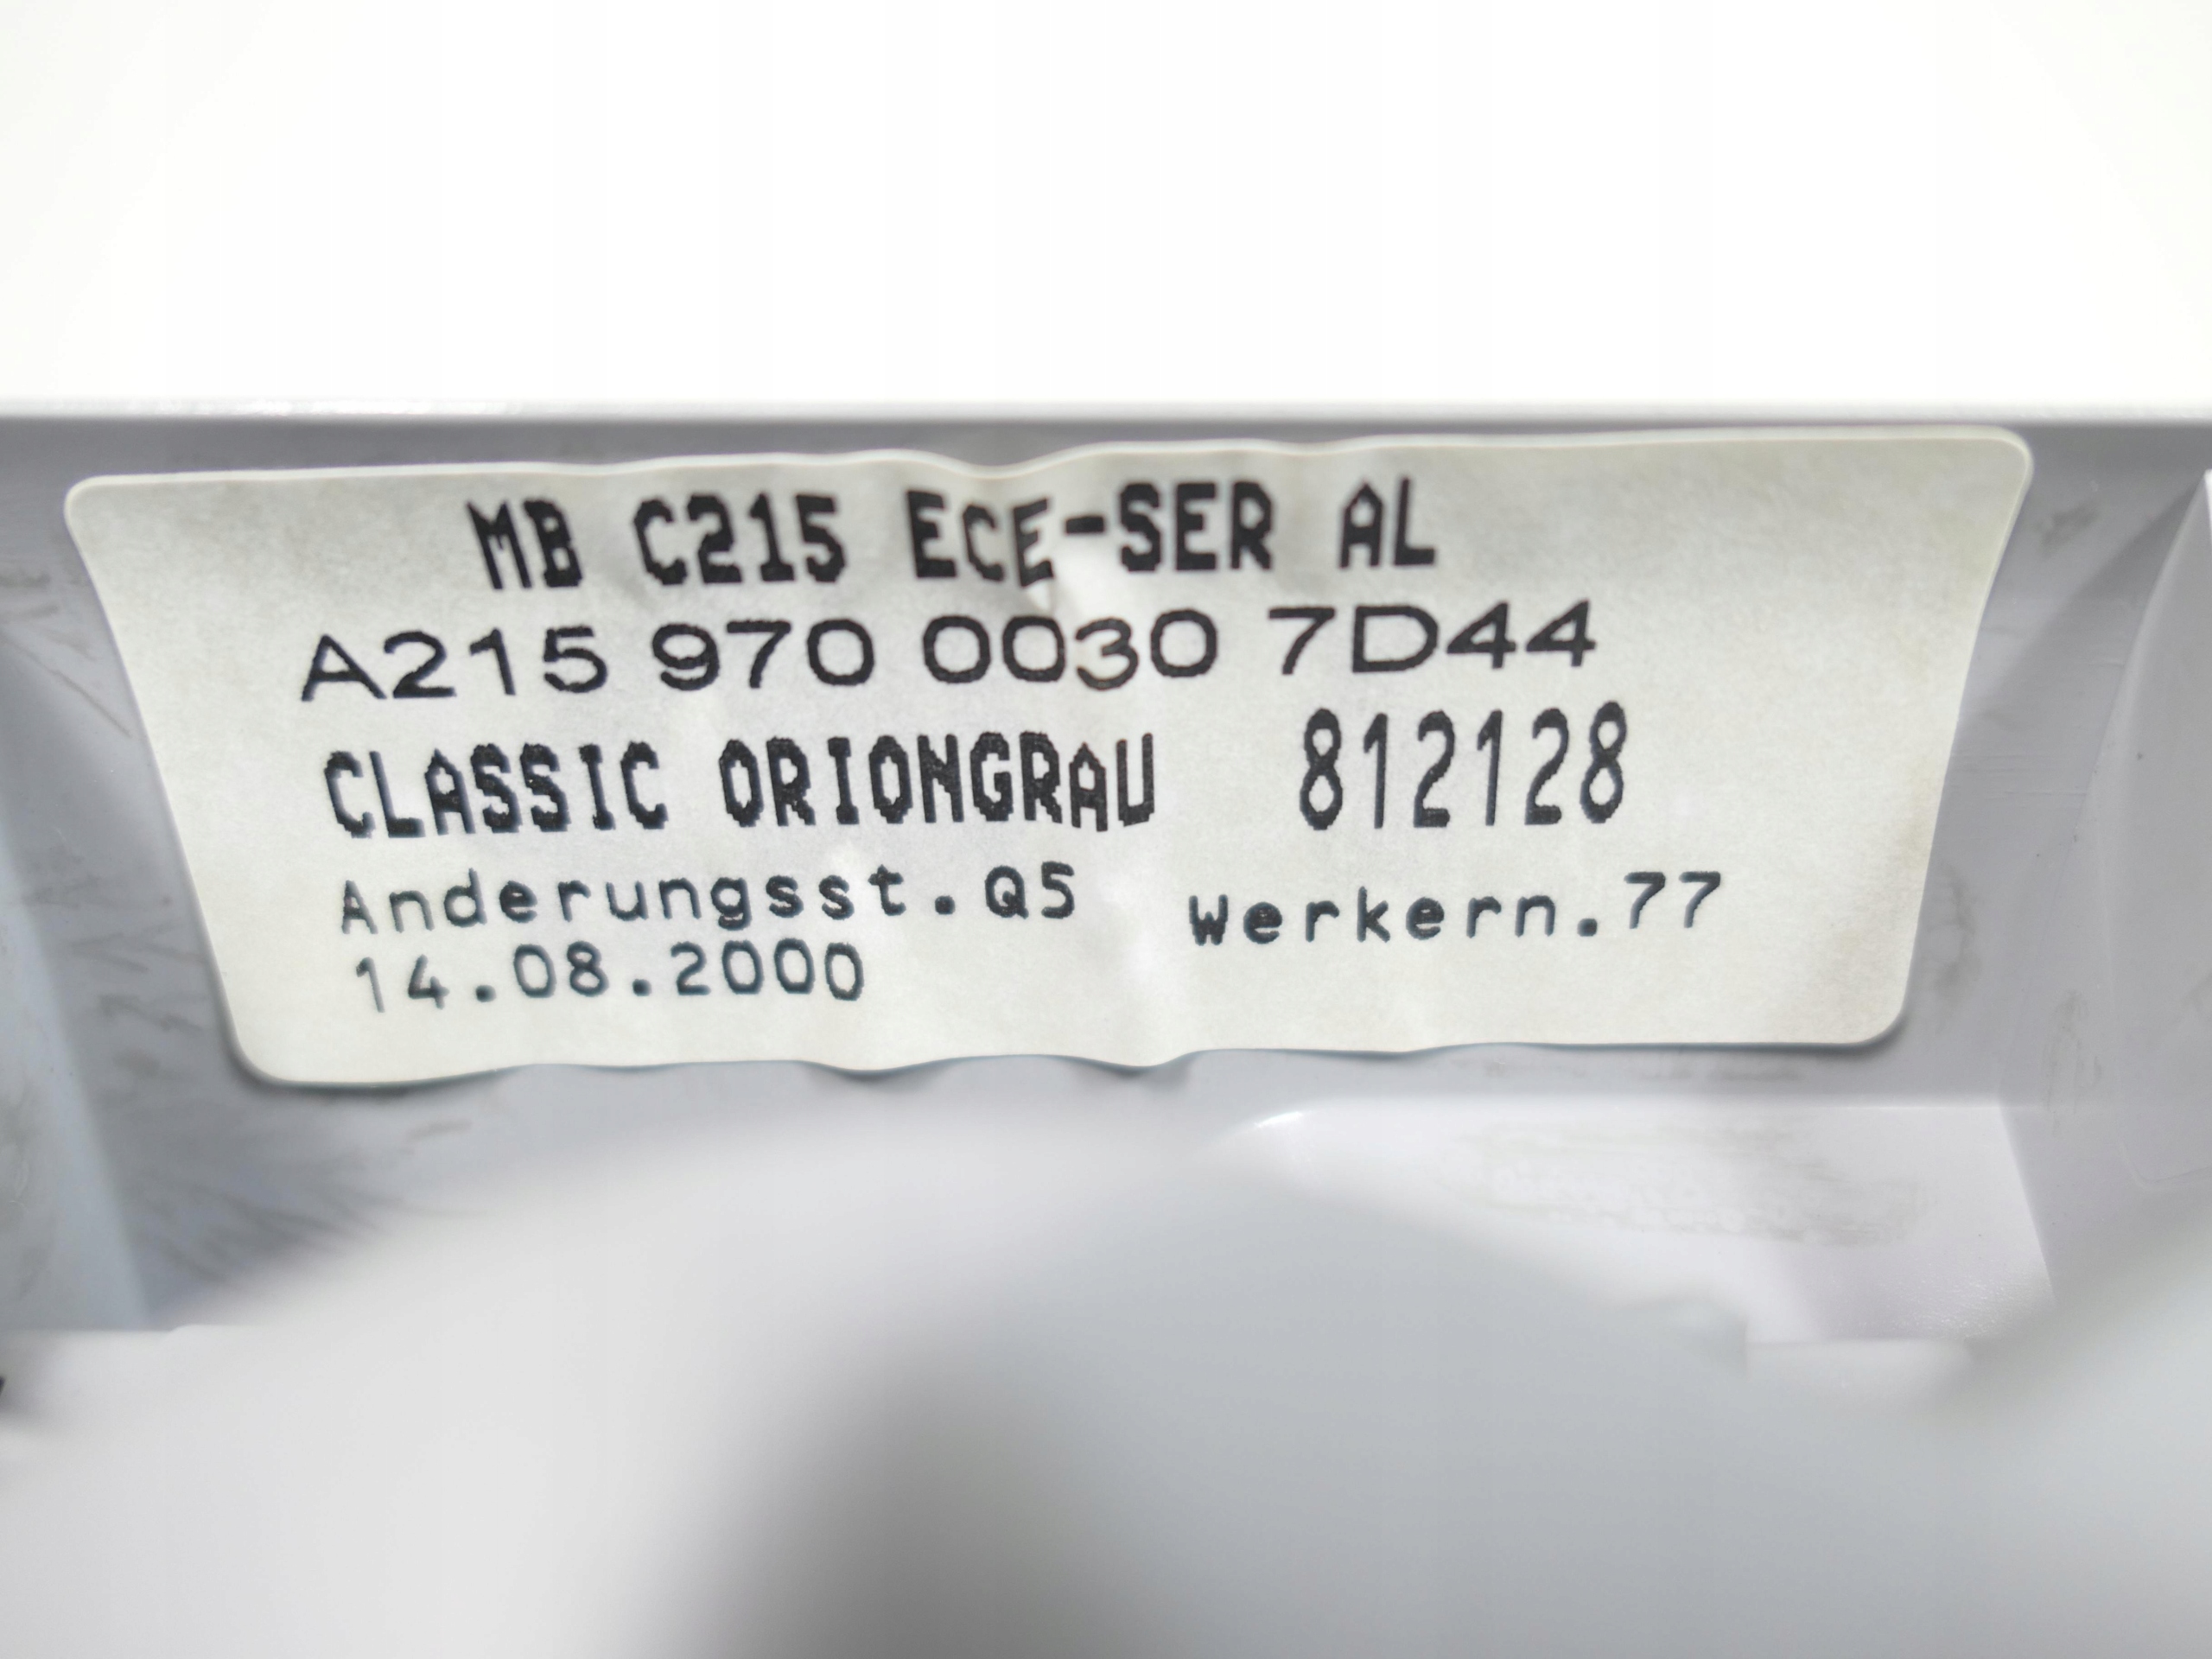 MB C215 ECE-SER AL
A215 970 0030 7D44
CLASSIC ORIONGRAU 812128
Anderungsst.Q5 Werkern.77
14.08.2000